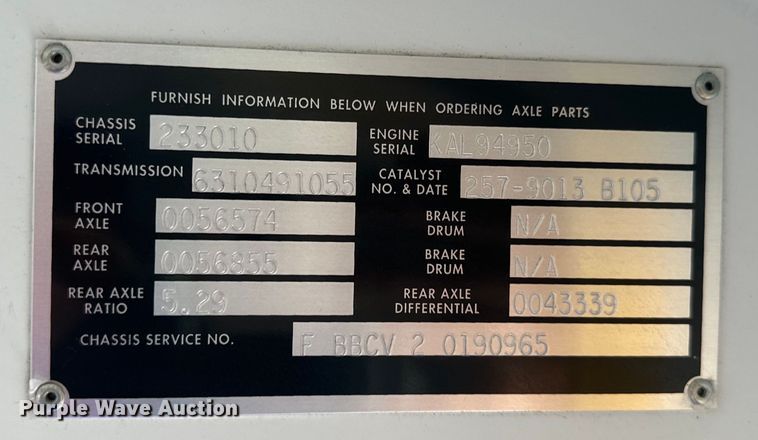 FURNISH INFORMATION BELOW WHEN ORDERING AXLE PARTS
CHASSIS SERIAL 233010 ENGINE SERIAL KAL94950
TRANSMISSION 6310491055 CATALYST NO. & DATE 257-9013 B105
FRONT AXLE 0056574 BRAKE DRUM N/A
REAR AXLE 0056855 BRAKE DRUM N/A
REAR AXLE RATIO 5.29 REAR AXLE DIFFERENTIAL 0043339
CHASSIS SERVICE NO. F BBCV 2 0190965
Purple Wave Auction